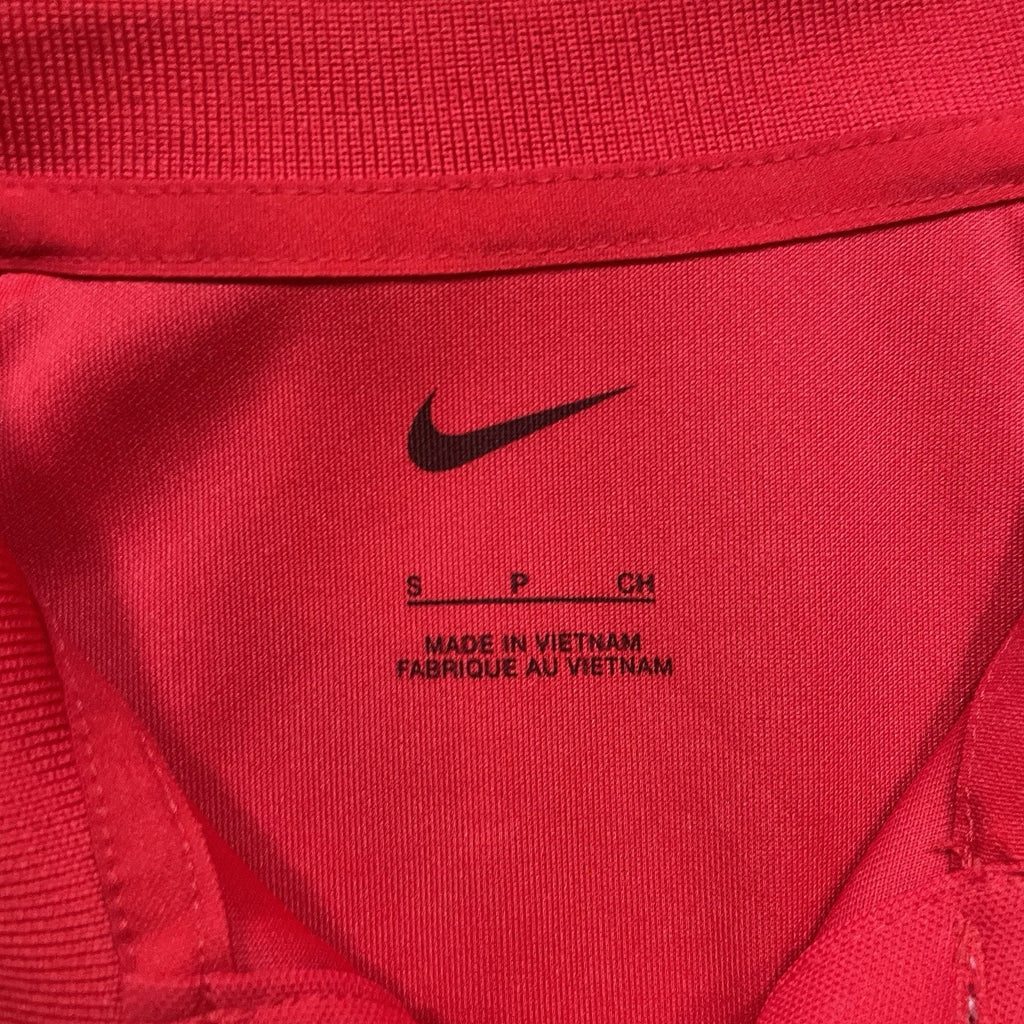 S P CH
MADE IN VIETNAM
FABRIQUE AU VIETNAM